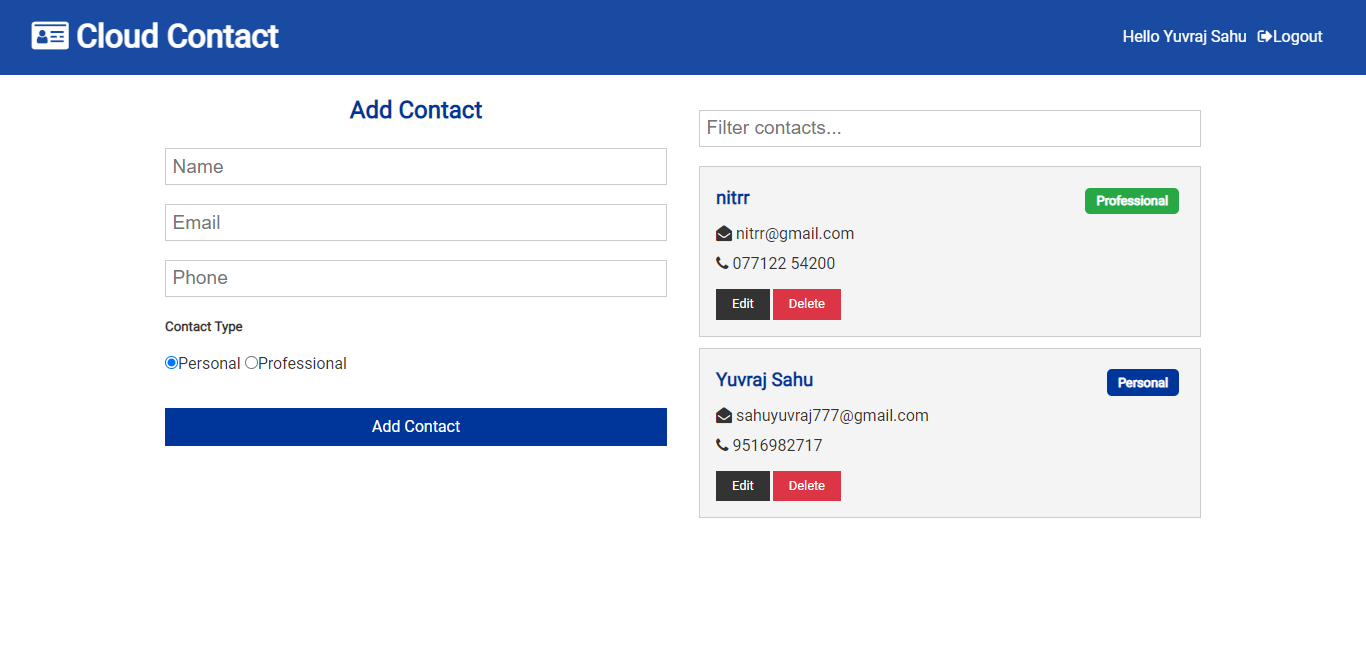 Cloud Contact
Hello Yuvraj Sahu Logout
Add Contact
Name
Email
Phone
Contact Type
Personal Professional
Add Contact
Filter contacts...
nitrr
Professional
nitrr@gmail.com
077122 54200
Edit Delete
Yuvraj Sahu
Personal
sahuyuvraj777@gmail.com
9516982717
Edit Delete